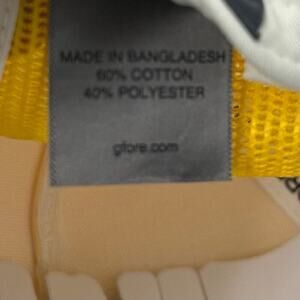 MADE IN BANGLADESH
60% COTTON
40% POLYESTER
gfore.com